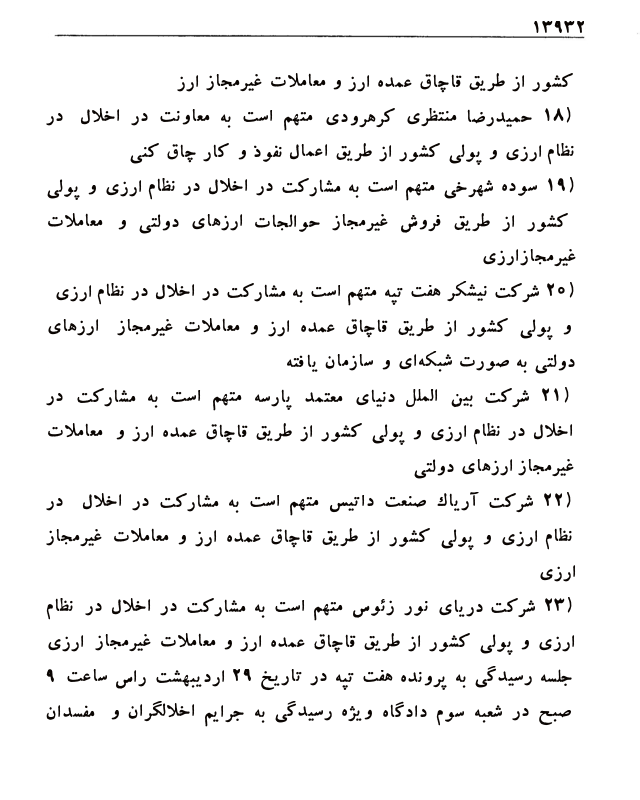 ۱۳۹۳۲
کشور از طریق قاچاق عمده ارز و معاملات غیرمجاز ارز
۱۸) حمیدرضا منتظری کرهرودی متهم است به معاونت در اخلال در
نظام ارزی و پولی کشور از طریق اعمال نفوذ و کار چاق کنی
۱۹) سوده شهرخی متهم است به مشارکت در اخلال در نظام ارزی و پولی
کشور از طریق فروش غیرمجاز حوالجات ارزهای دولتی و معاملات
غیرمجازارزی
۲۰) شرکت نیشکر هفت تپه متهم است به مشارکت در اخلال در نظام ارزی
و پولی کشور از طریق قاچاق عمده ارز و معاملات غیرمجاز ارزهای
دولتی به صورت شبکه‌ای و سازمان یافته
۲۱) شرکت بین الملل دنیای معتمد پارسه متهم است به مشارکت در
اخلال در نظام ارزی و پولی کشور از طریق قاچاق عمده ارز و معاملات
غیرمجاز ارزهای دولتی
۲۲) شرکت آریاك صنعت داتیس متهم است به مشارکت در اخلال در
نظام ارزی و پولی کشور از طریق قاچاق عمده ارز و معاملات غیرمجاز
ارزی
۲۳) شرکت دریای نور زئوس متهم است به مشارکت در اخلال در نظام
ارزی و پولی کشور از طریق قاچاق عمده ارز و معاملات غیرمجاز ارزی
جلسه رسیدگی به پرونده هفت تپه در تاریخ ۲۹ اردیبهشت راس ساعت ۹
صبح در شعبه سوم دادگاه ویژه رسیدگی به جرایم اخلالگران و مفسدان